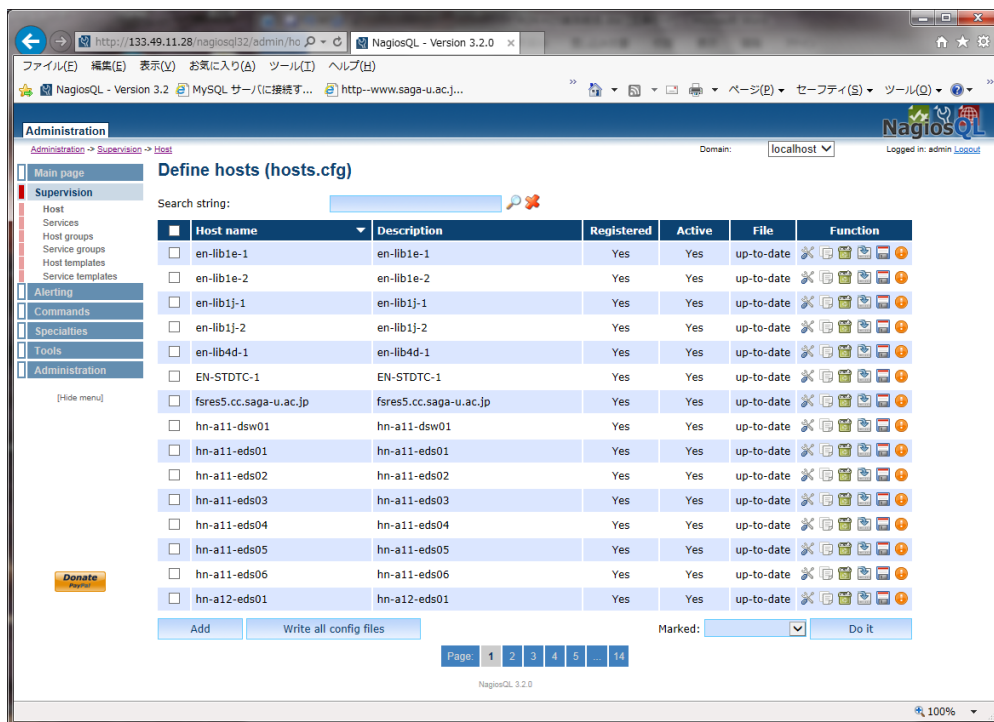 http://133.49.11.28/nagiosql32/admin/ho
NagiosQL - Version 3.2.0
ファイル(F) 編集(E) 表示(V) お気に入り(A) ツール(T) ヘルプ(H)
NagiosQL - Version 3.2 MySQL サーバに接続す... http--www.saga-u.ac.j... » ページ(P) セーフティ(S) ツール(O) »
Administration
NagiosQL
Administration -> Supervision -> Host
Domain: localhost
Logged in: admin Logout
Main page
Supervision
Host
Services
Host groups
Service groups
Host templates
Service templates
Alerting
Commands
Specialties
Tools
Administration
[Hide menu]
Donate
PayPal
Define hosts (hosts.cfg)
Search string:
Host name Description Registered Active File Function
en-lib1e-1 en-lib1e-1 Yes Yes up-to-date
en-lib1e-2 en-lib1e-2 Yes Yes up-to-date
en-lib1j-1 en-lib1j-1 Yes Yes up-to-date
en-lib1j-2 en-lib1j-2 Yes Yes up-to-date
en-lib4d-1 en-lib4d-1 Yes Yes up-to-date
EN-STDTC-1 EN-STDTC-1 Yes Yes up-to-date
fsres5.cc.saga-u.ac.jp fsres5.cc.saga-u.ac.jp Yes Yes up-to-date
hn-a11-dsw01 hn-a11-dsw01 Yes Yes up-to-date
hn-a11-eds01 hn-a11-eds01 Yes Yes up-to-date
hn-a11-eds02 hn-a11-eds02 Yes Yes up-to-date
hn-a11-eds03 hn-a11-eds03 Yes Yes up-to-date
hn-a11-eds04 hn-a11-eds04 Yes Yes up-to-date
hn-a11-eds05 hn-a11-eds05 Yes Yes up-to-date
hn-a11-eds06 hn-a11-eds06 Yes Yes up-to-date
hn-a12-eds01 hn-a12-eds01 Yes Yes up-to-date
Add Write all config files Marked: Do it
Page: 1 2 3 4 5 ... 14
NagiosQL 3.2.0
100%